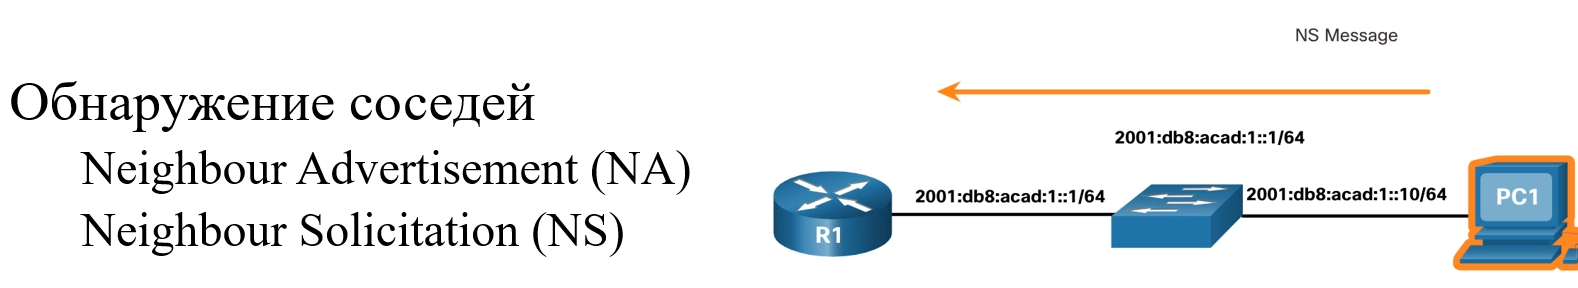 Обнаружение соседей
Neighbour Advertisement (NA)
Neighbour Solicitation (NS)
NS Message
2001:db8:acad:1::1/64
2001:db8:acad:1::1/64
2001:db8:acad:1::10/64
R1
PC1